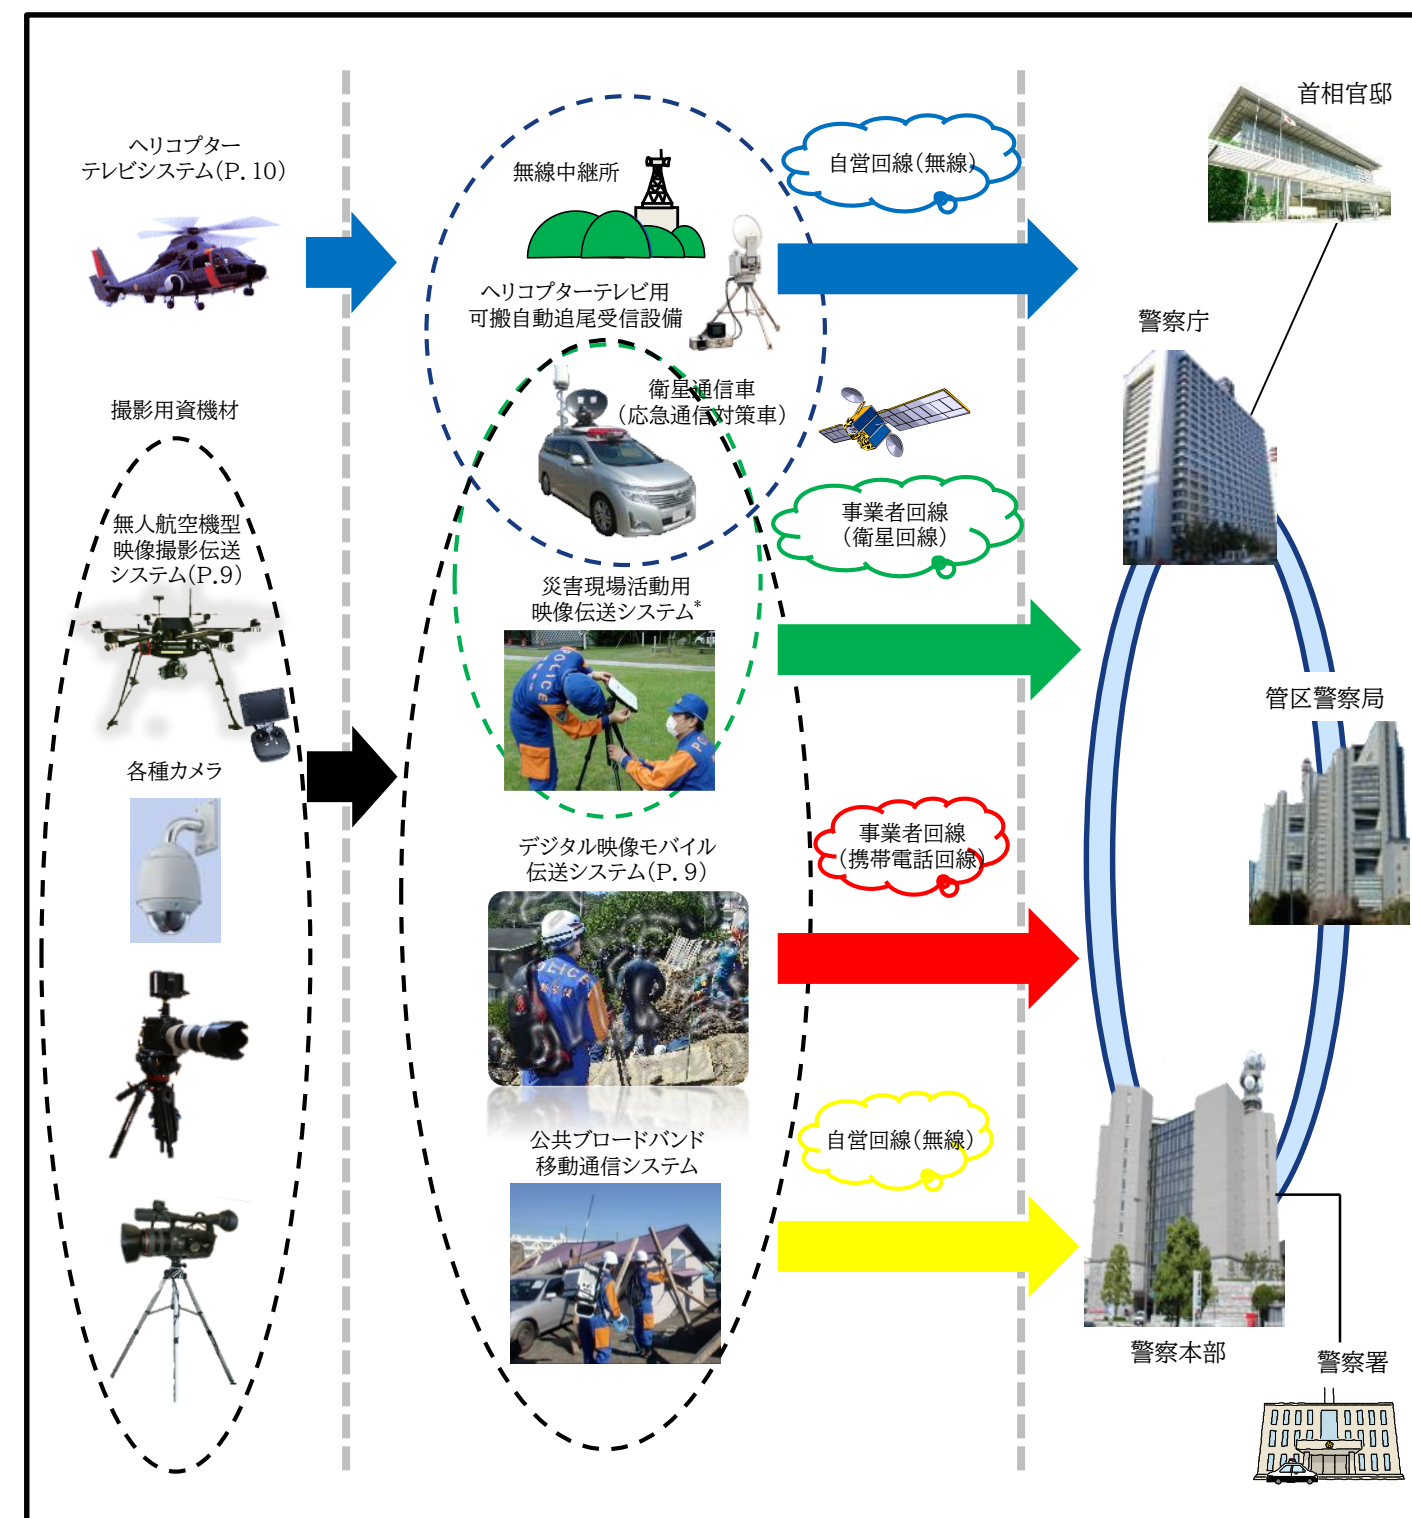 ヘリコプター
テレビシステム(P.10)
撮影用資機材
無人航空機型
映像撮影伝送
システム(P.9)
各種カメラ
無線中継所
ヘリコプターテレビ用
可搬自動追尾受信設備
衛星通信車
(応急通信対策車)
災害現場活動用
映像伝送システム*
デジタル映像モバイル
伝送システム(P.9)
公共ブロードバンド
移動通信システム
自営回線(無線)
事業者回線
(衛星回線)
事業者回線
(携帯電話回線)
自営回線(無線)
首相官邸
警察庁
管区警察局
警察本部
警察署
POLICE
POLICE